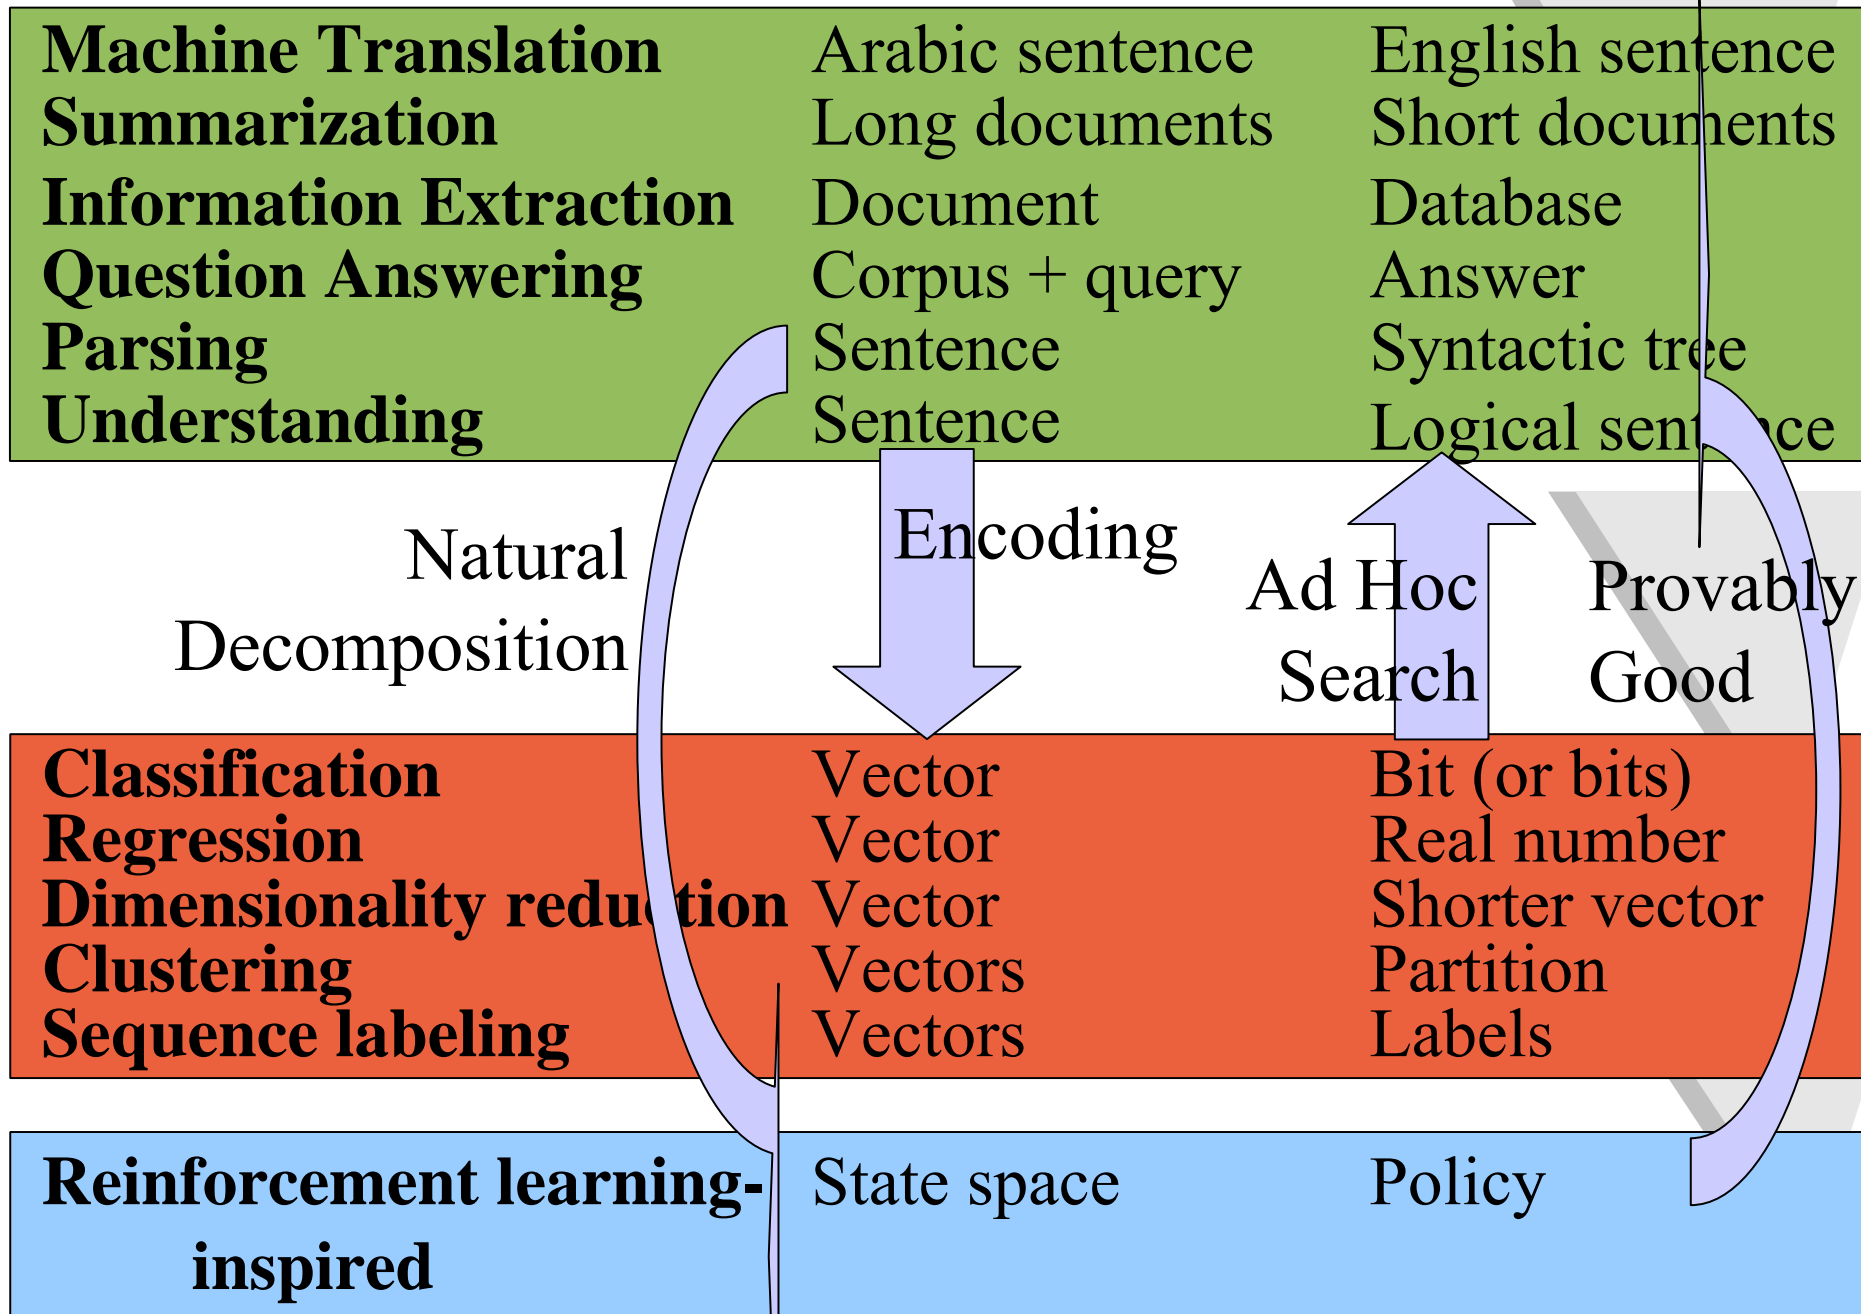 Machine Translation Arabic sentence English sentence
Summarization Long documents Short documents
Information Extraction Document Database
Question Answering Corpus + query Answer
Parsing Sentence Syntactic tree
Understanding Sentence Logical sentence
Natural
Decomposition
Encoding
Ad Hoc
Search
Provably
Good
Classification Vector Bit (or bits)
Regression Vector Real number
Dimensionality reduction Vector Shorter vector
Clustering Vectors Partition
Sequence labeling Vectors Labels
Reinforcement learning- State space Policy
inspired